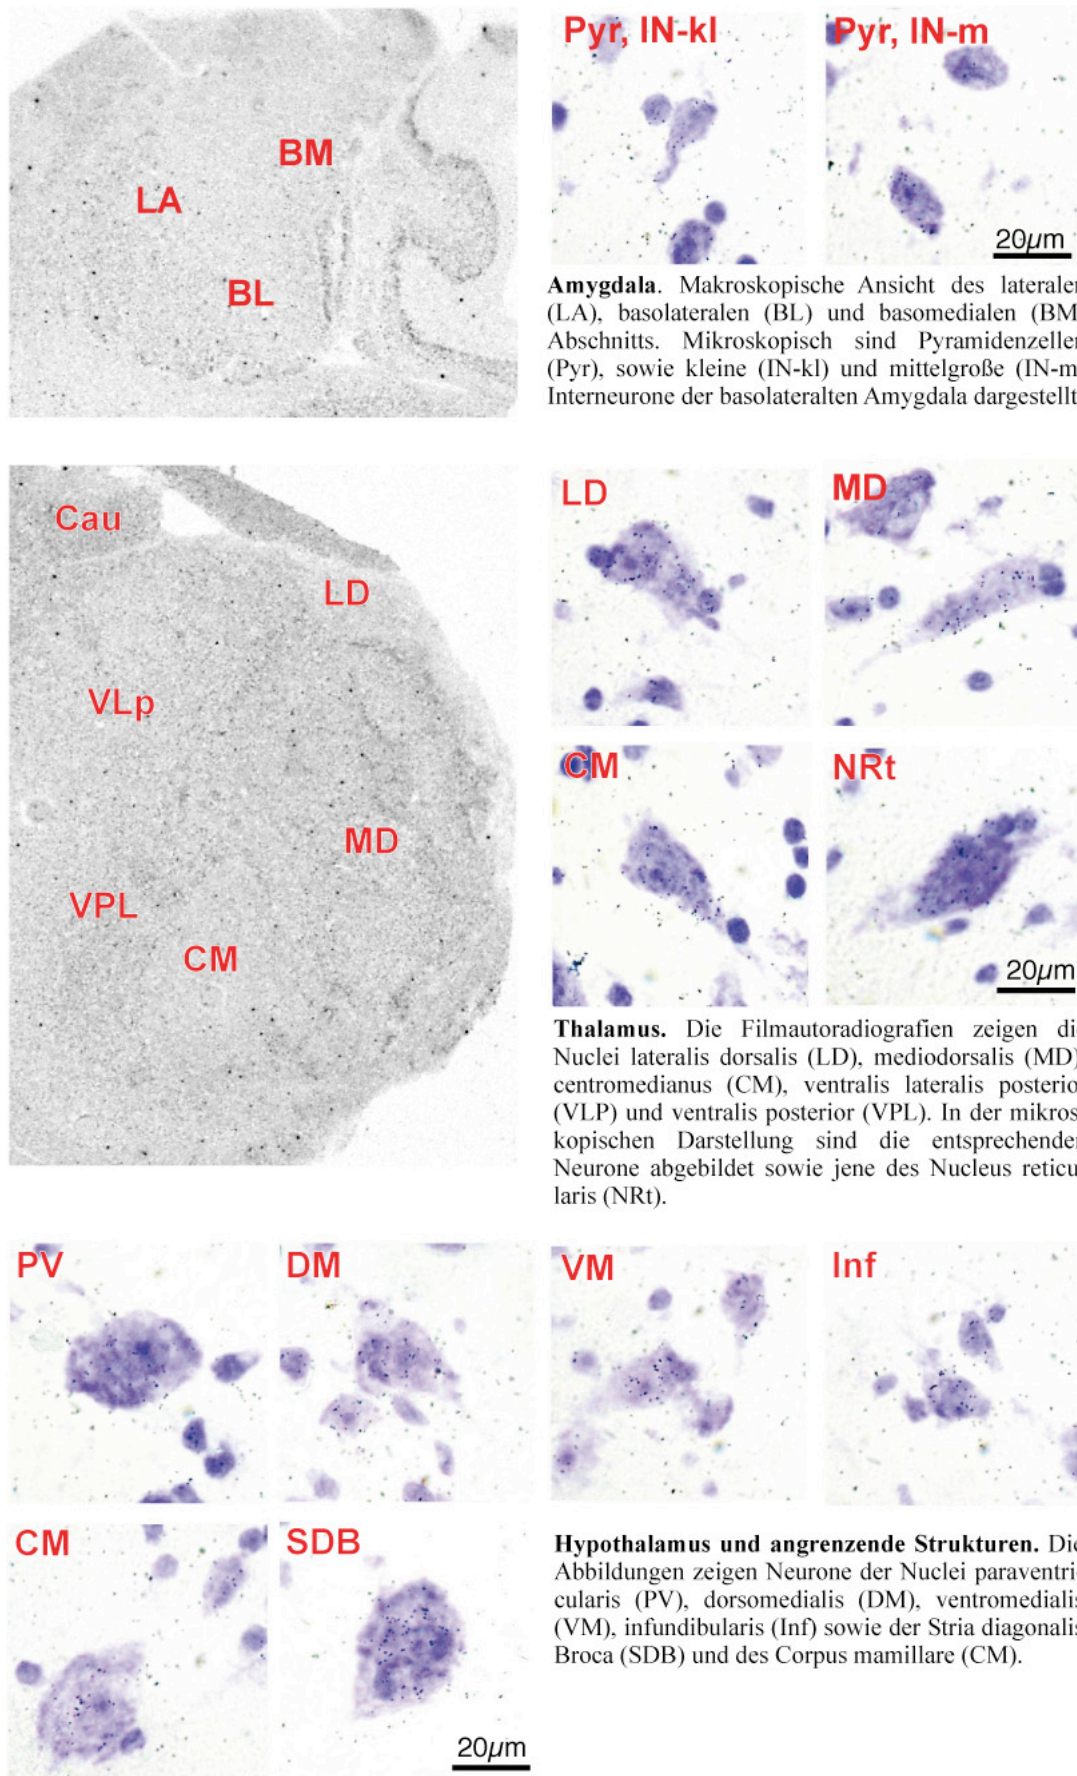 Pyr, IN-kl
Pyr, IN-m
BM
LA
BL
20µm
Amygdala. Makroskopische Ansicht des lateralen
(LA), basolateralen (BL) und basomedialen (BM
Abschnitts. Mikroskopisch sind Pyramidenzellen
(Pyr), sowie kleine (IN-kl) und mittelgroße (IN-m
Interneurone der basolateralten Amygdala dargestellt
Cau
LD
VLp
MD
VPL
CM
LD
MD
CM
NRt
20µm
Thalamus. Die Filmautoradiografien zeigen die
Nuclei lateralis dorsalis (LD), mediodorsalis (MD)
centromedianus (CM), ventralis lateralis posterio
(VLP) und ventralis posterior (VPL). In der mikros-
kopischen Darstellung sind die entsprechenden
Neurone abgebildet sowie jene des Nucleus reticu-
laris (NRt).
PV
DM
VM
Inf
CM
SDB
20µm
Hypothalamus und angrenzende Strukturen. Die
Abbildungen zeigen Neurone der Nuclei paraventri-
cularis (PV), dorsomedialis (DM), ventromedialis
(VM), infundibularis (Inf) sowie der Stria diagonalis
Broca (SDB) und des Corpus mamillare (CM).